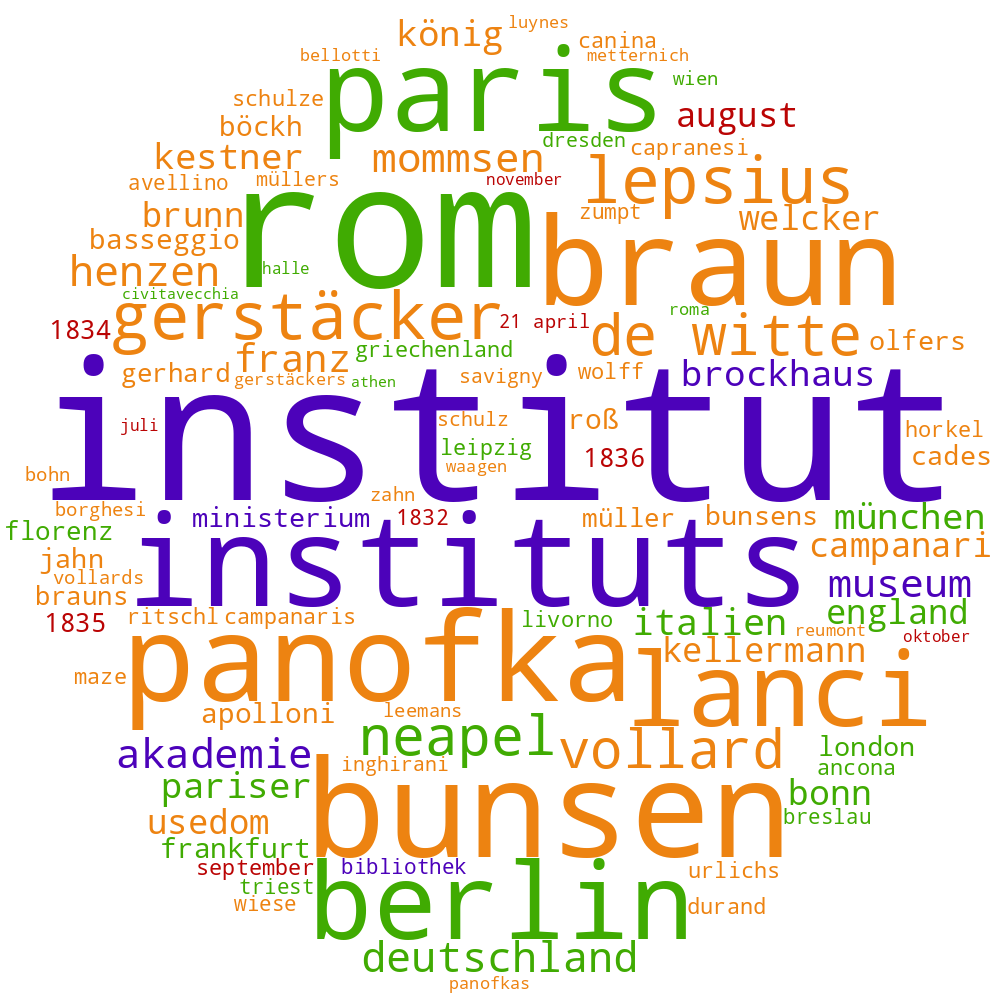 luynes
könig
canina
bellotti
metternich
paris
wien
schulze
august
böckh
dresden
capranesi
kestner
mommsen
avellino
müllers
november
lepsius
rom
brunn
zumpt
welcker
basseggio
braun
henzen
halle
civitavecchia
roma
gerstäcker
1834
21 april
de witte
olfers
franz
griechenland
gerhard
gerstäckers
athen
savigny
wolff
brockhaus
institut
juli
schulz
roß
horkel
leipzig
1836
cades
waagen
bohn
zahn
borghesi
florenz
ministerium
1832
müller
bunsens
münchen
instituts
jahn
campanari
vollards
brauns
museum
1835
ritschl
campanaris
livorno
italien
england
reumont
oktober
panofka
kellermann
maze
lanci
apolloni
leemans
neapel
vollard
akademie
inghirani
london
ancona
pariser
bunsen
bonn
usedom
breslau
frankfurt
september
bibliothek
urlichs
triest
berlin
wiese
durand
deutschland
panofkas